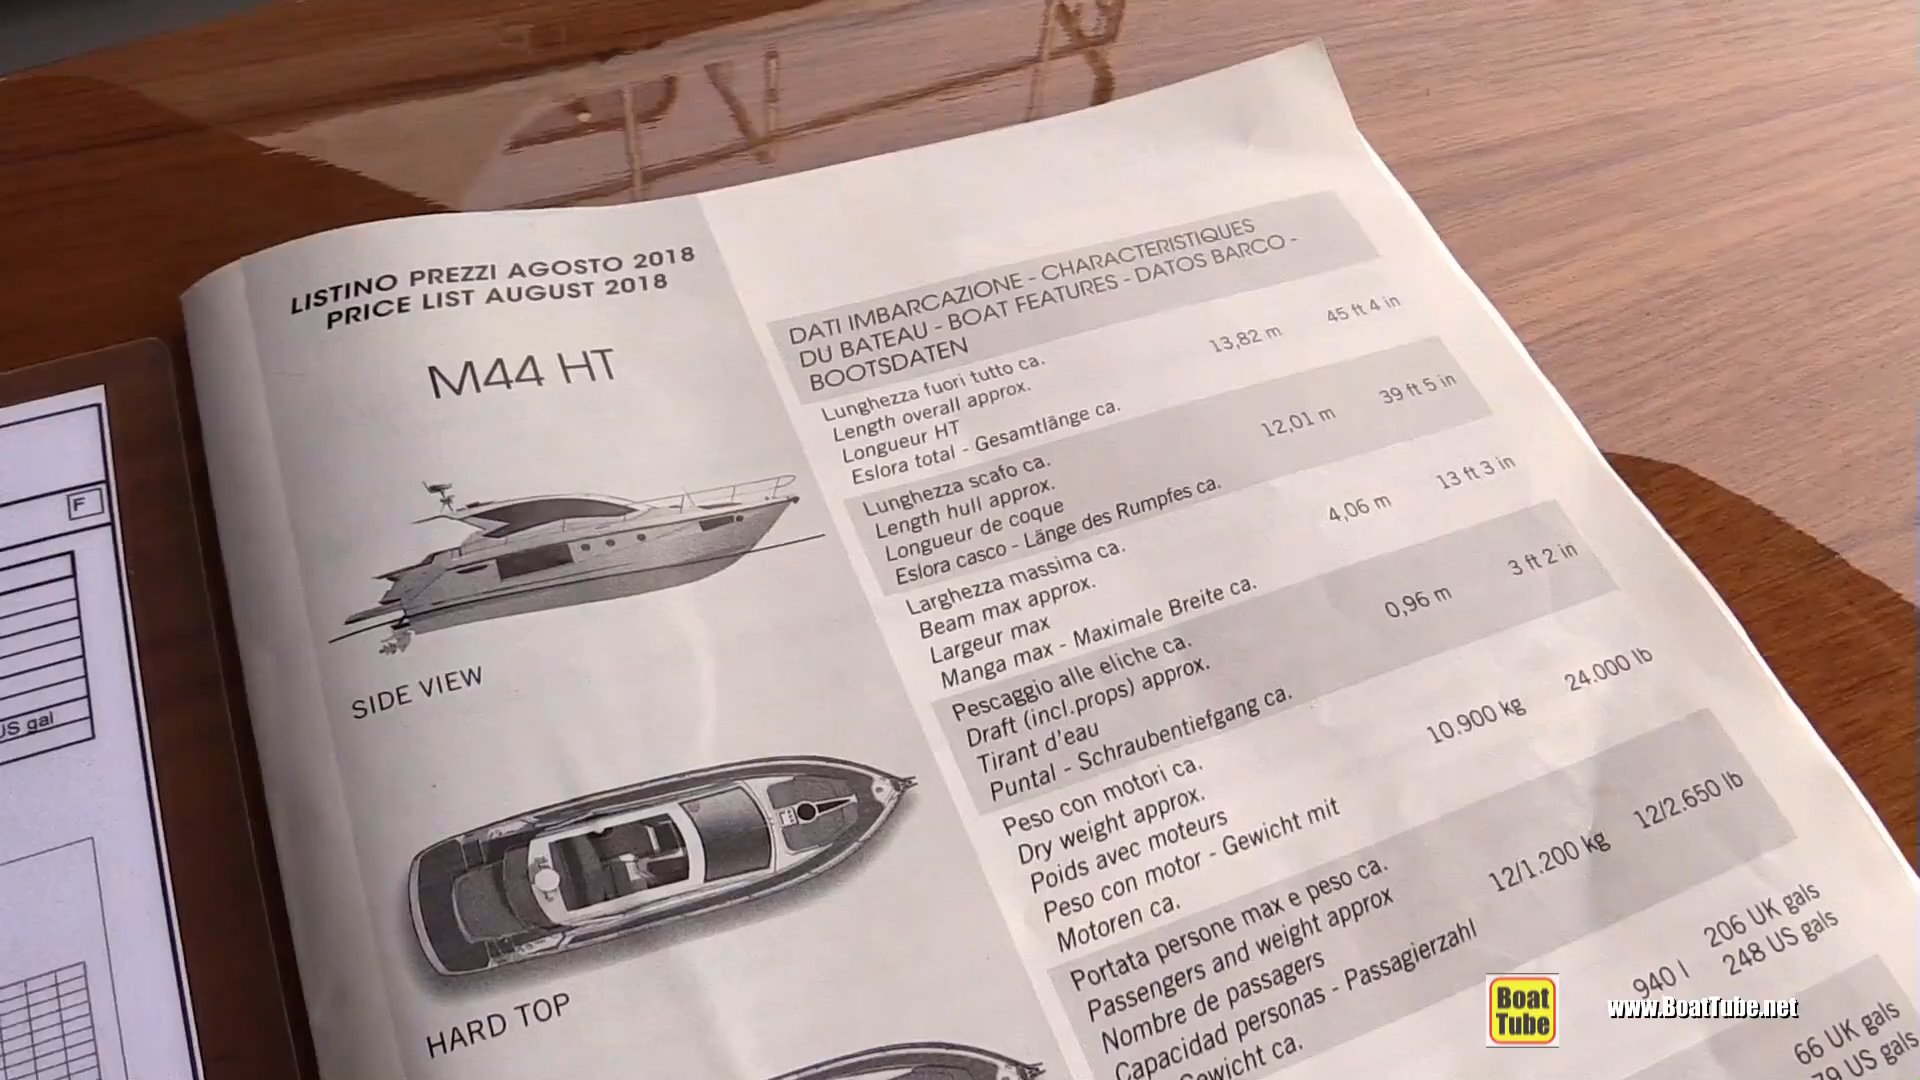 LISTINO PREZZI AGOSTO 2018
PRICE LIST AUGUST 2018
M44 HT
SIDE VIEW
HARD TOP
F
US gal
DATI IMBARCAZIONE - CHARACTERISTIQUES
DU BATEAU - BOAT FEATURES - DATOS BARCO -
BOOTSDATEN
Lunghezza fuori tutto ca. 13,82 m 45 ft 4 in
Length overall approx.
Longueur HT
Eslora total - Gesamtlänge ca.
Lunghezza scafo ca. 12,01 m 39 ft 5 in
Length hull approx.
Longueur de coque
Eslora casco - Länge des Rumpfes ca.
Larghezza massima ca. 4,06 m 13 ft 3 in
Beam max approx.
Largeur max
Manga max - Maximale Breite ca.
Pescaggio alle eliche ca. 0,96 m 3 ft 2 in
Draft (incl.props) approx.
Tirant d'eau
Puntal - Schraubentiefgang ca.
Peso con motori ca. 10.900 kg 24.000 lb
Dry weight approx.
Poids avec moteurs
Peso con motor - Gewicht mit
Motoren ca.
Portata persone max e peso ca. 12/1.200 kg 12/2.650 lb
Passengers and weight approx
Nombre de passagers
Capacidad personas - Passagierzahl
Gewicht ca.
940 l 206 UK gals
248 US gals
66 UK gals
79 US gals
Boat
Tube
www.BoatTube.net